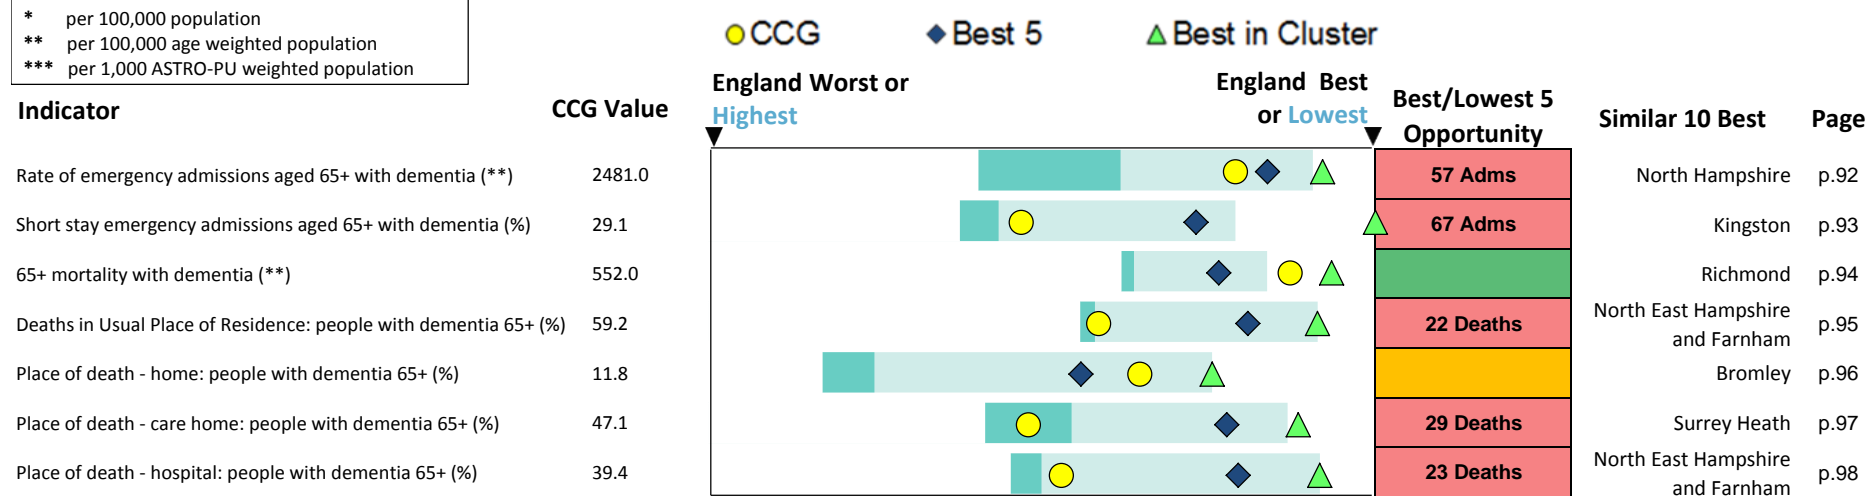 * per 100,000 population
** per 100,000 age weighted population
*** per 1,000 ASTRO-PU weighted population
CCG Best 5 Best in Cluster
Indicator CCG Value England Worst or Highest England Best or Lowest Best/Lowest 5 Opportunity Similar 10 Best Page
Rate of emergency admissions aged 65+ with dementia (**) 2481.0 57 Adms North Hampshire p.92
Short stay emergency admissions aged 65+ with dementia (%) 29.1 67 Adms Kingston p.93
65+ mortality with dementia (**) 552.0 Richmond p.94
Deaths in Usual Place of Residence: people with dementia 65+ (%) 59.2 22 Deaths North East Hampshire and Farnham p.95
Place of death - home: people with dementia 65+ (%) 11.8 Bromley p.96
Place of death - care home: people with dementia 65+ (%) 47.1 29 Deaths Surrey Heath p.97
Place of death - hospital: people with dementia 65+ (%) 39.4 23 Deaths North East Hampshire and Farnham p.98